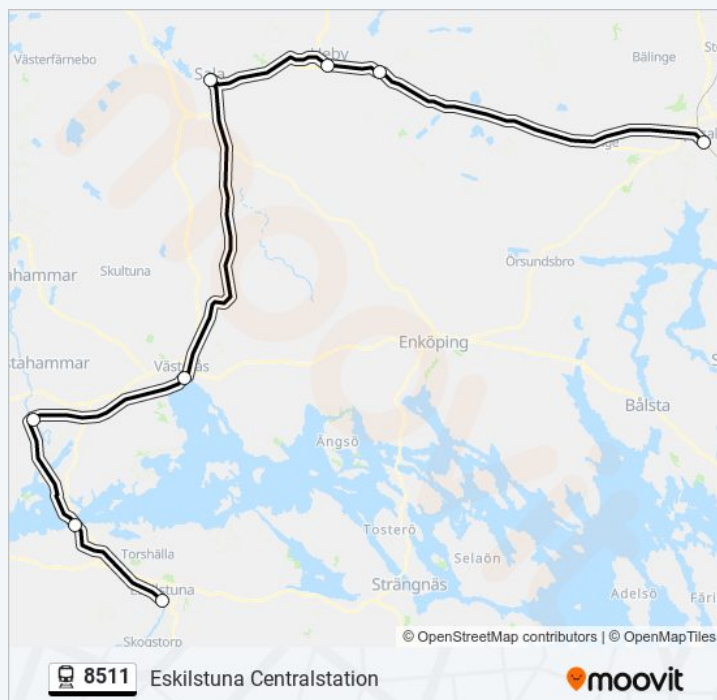 Västerfärnebo
Bälinge
Sala
Heby
Örsundsbro
Skultuna
Enköping
Västerås
Bålsta
Ängsö
Tosterö
Torshälla
Selaön
Eskilstuna
Strängnäs
Adelsö
Skogstorp
© OpenStreetMap contributors | © OpenMapTiles
8511 Eskilstuna Centralstation
moovit